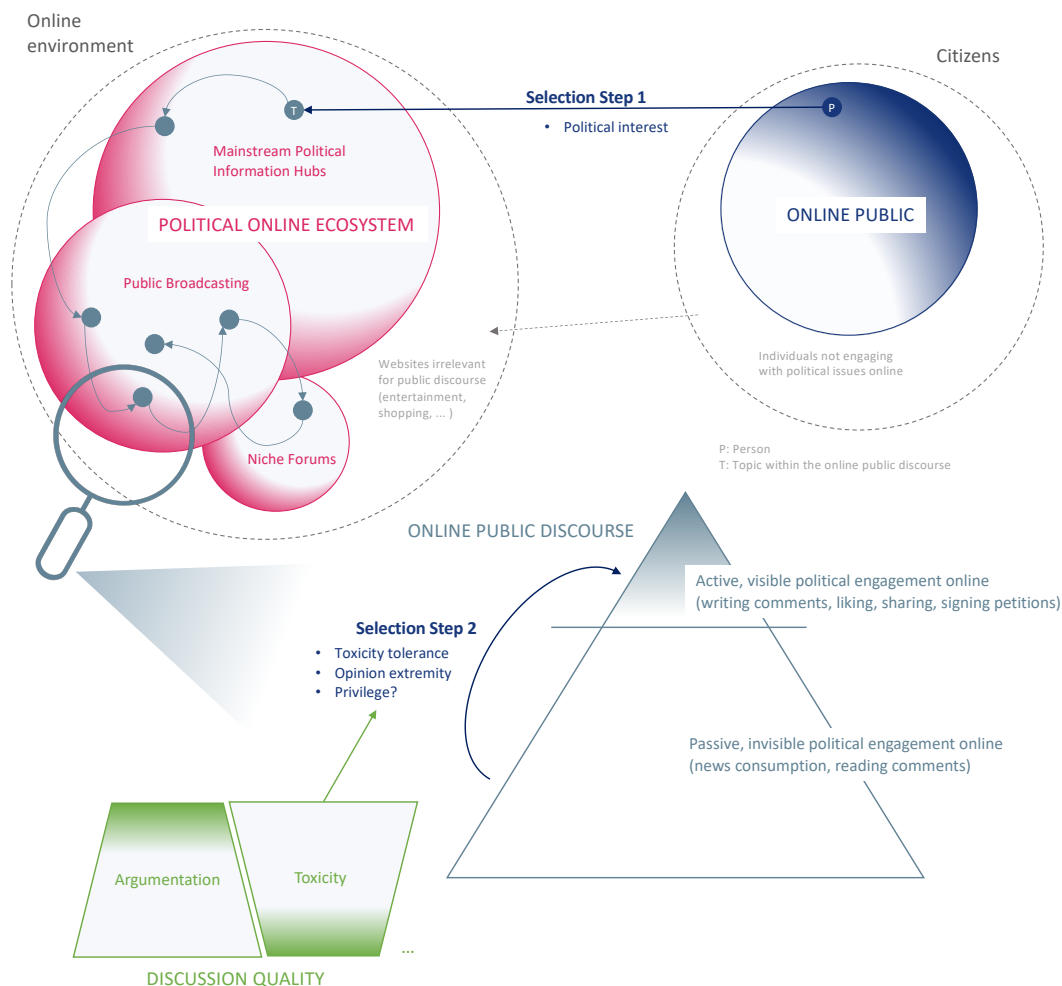 Online
environment
Citizens
Selection Step 1
• Political interest
T
P
Mainstream Political
Information Hubs
POLITICAL ONLINE ECOSYSTEM
ONLINE PUBLIC
Public Broadcasting
Websites irrelevant
for public discourse
(entertainment,
shopping, ... )
Individuals not engaging
with political issues online
Niche Forums
P: Person
T: Topic within the online public discourse
ONLINE PUBLIC DISCOURSE
Active, visible political engagement online
(writing comments, liking, sharing, signing petitions)
Selection Step 2
• Toxicity tolerance
• Opinion extremity
• Privilege?
Passive, invisible political engagement online
(news consumption, reading comments)
Argumentation
Toxicity
...
DISCUSSION QUALITY